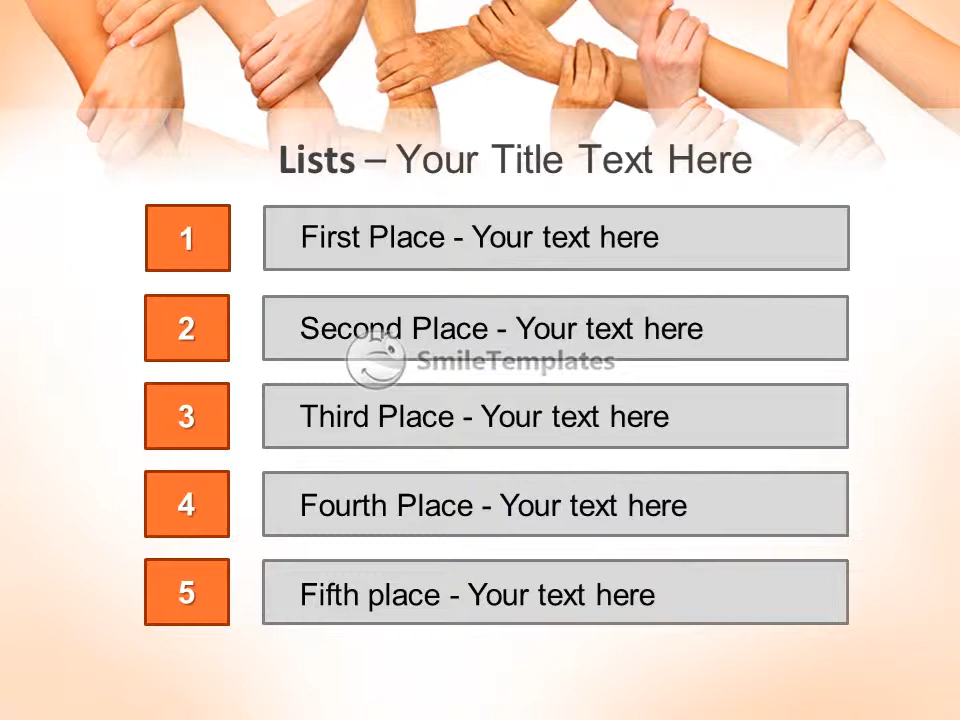 Lists – Your Title Text Here
1 First Place - Your text here
2 Second Place - Your text here
SmileTemplates
3 Third Place - Your text here
4 Fourth Place - Your text here
5 Fifth place - Your text here